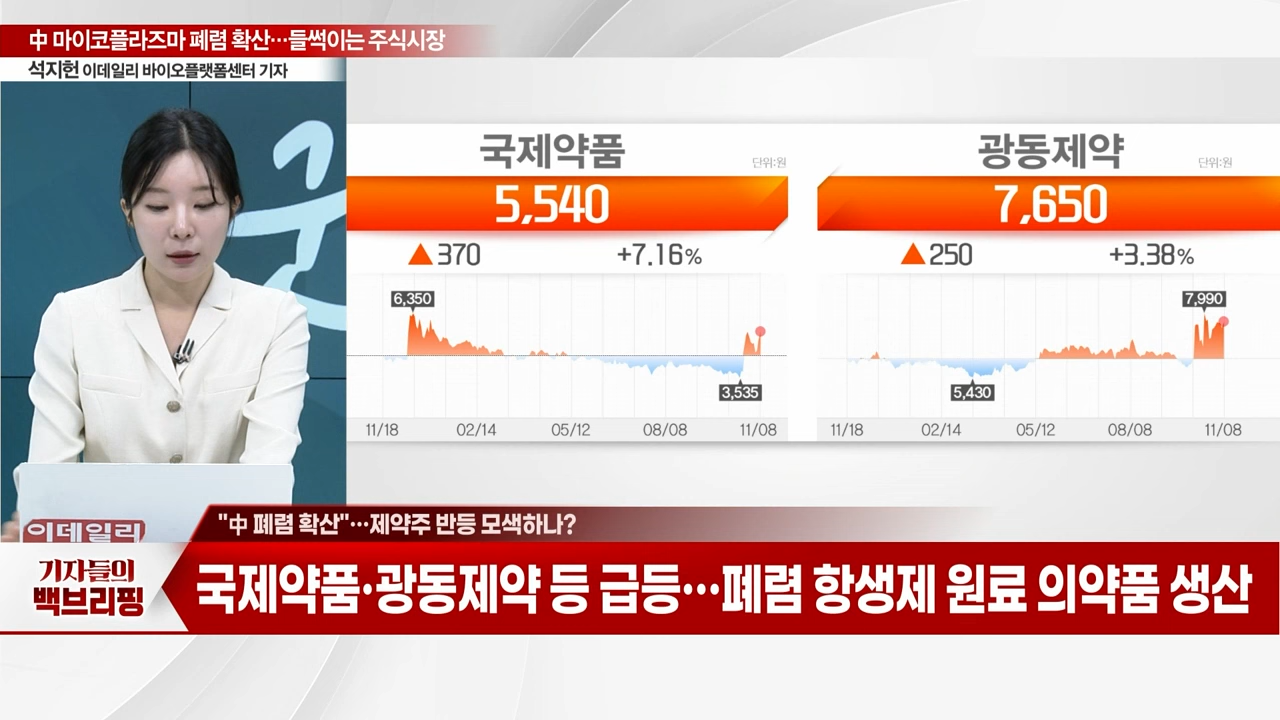 中 마이코플라즈마 폐렴 확산…들썩이는 주식시장
석지헌 이데일리 바이오플랫폼센터 기자
국제약품
단위:원
5,540
▲370 +7.16%
6,350
3,535
11/18 02/14 05/12 08/08 11/08
광동제약
단위:원
7,650
▲250 +3.38%
7,990
5,430
11/18 02/14 05/12 08/08 11/08
이데일리
"中 폐렴 확산"…제약주 반등 모색하나?
기자들의
백브리핑
국제약품·광동제약 등 급등…폐렴 항생제 원료 의약품 생산